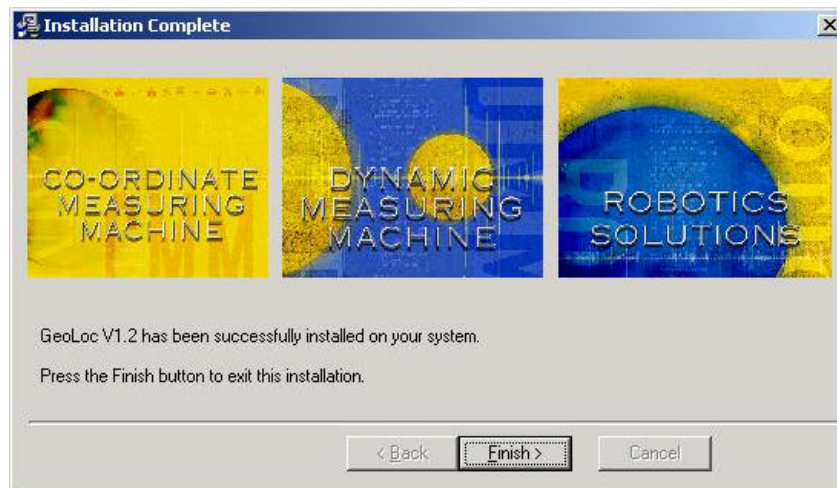 Installation Complete
CO-ORDINATE
MEASURING
MACHINE
DYNAMIC
MEASURING
MACHINE
ROBOTICS
SOLUTIONS
GeoLoc V1.2 has been successfully installed on your system.
Press the Finish button to exit this installation.
< Back
Finish >
Cancel